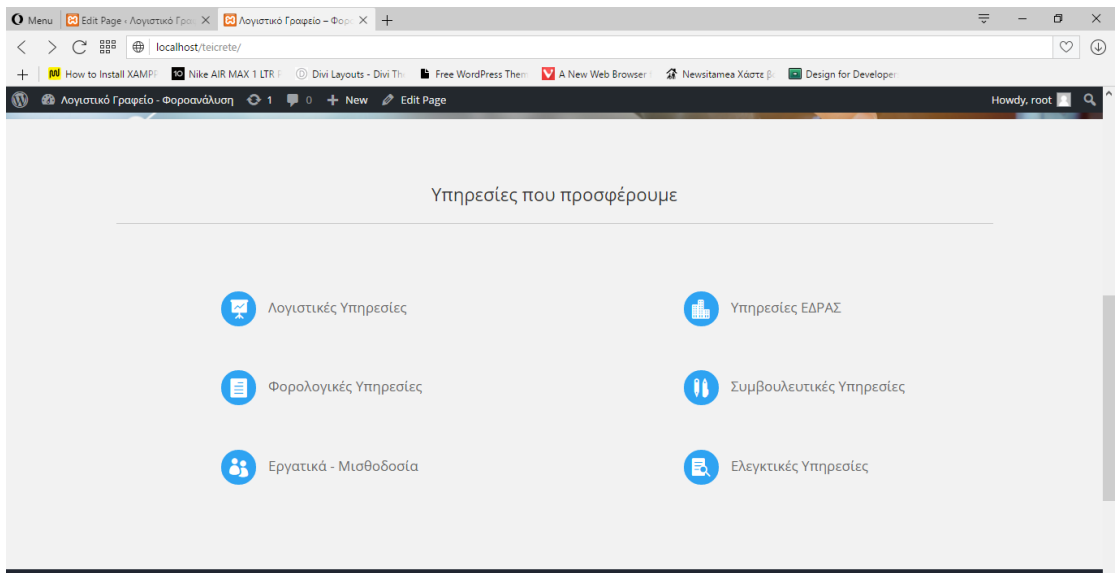 Menu
Edit Page ‹ Λογιστικό Γρα
Λογιστικό Γραφείο – Φορ
localhost/teicrete/
How to Install XAMPP
Nike AIR MAX 1 LTR
Divi Layouts - Divi Th
Free WordPress Them
A New Web Browser
Newsitamea Χάστε β
Design for Developer
Λογιστικό Γραφείο - Φοροανάλυση
1
0
New
Edit Page
Howdy, root
Υπηρεσίες που προσφέρουμε
Λογιστικές Υπηρεσίες
Υπηρεσίες ΕΔΡΑΣ
Φορολογικές Υπηρεσίες
Συμβουλευτικές Υπηρεσίες
Εργατικά - Μισθοδοσία
Ελεγκτικές Υπηρεσίες